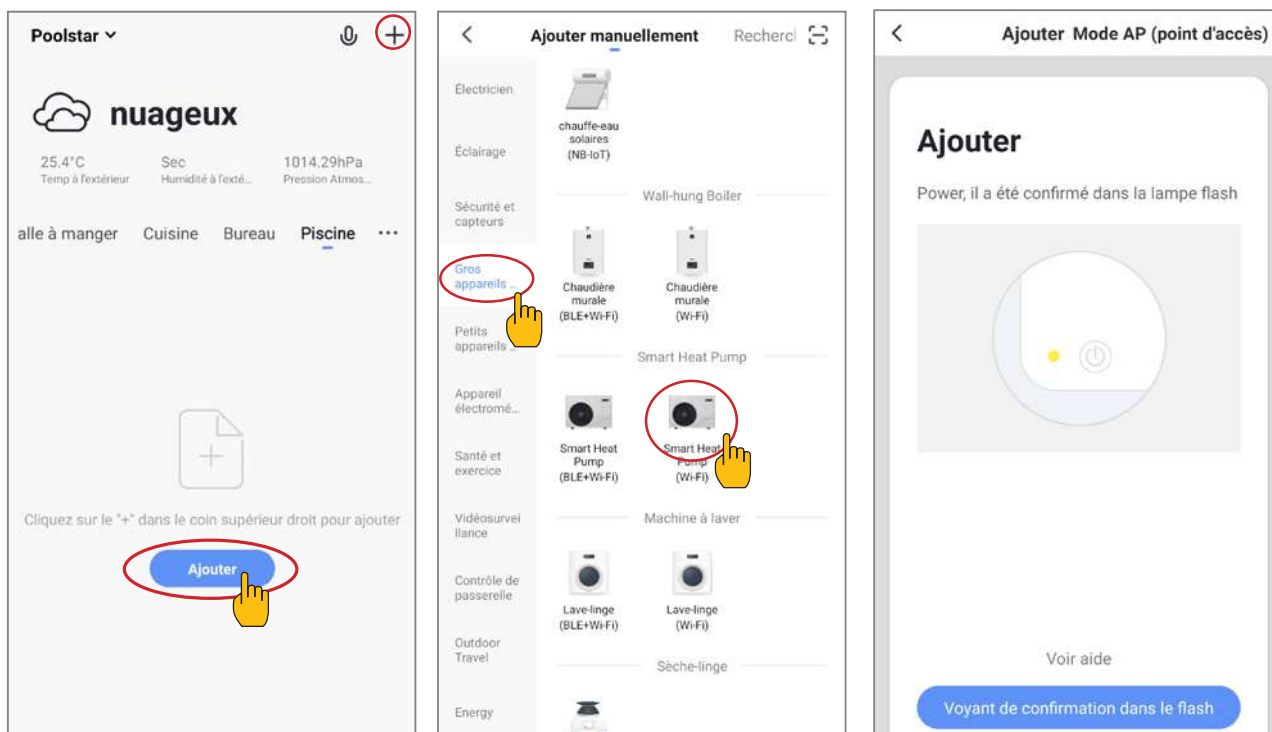 Poolstar
nuageux
25.4°C Sec 1014.29hPa
Temp à l'extérieur Humidité à l'exté... Pression Atmos...
alle à manger Cuisine Bureau Piscine ...
Cliquez sur le "+" dans le coin supérieur droit pour ajouter
Ajouter
Ajouter manuellement Recherc
Électricien
Éclairage
Sécurité et
capteurs
Gros
appareils ...
Petits
appareils ...
Appareil
électromé...
Santé et
exercice
Vidéosurvei
llance
Contrôle de
passerelle
Outdoor
Travel
Energy
chauffe-eau
solaires
(NB-IoT)
Wall-hung Boiler
Chaudière
murale
(BLE+Wi-Fi)
Chaudière
murale
(Wi-Fi)
Smart Heat Pump
Smart Heat
Pump
(BLE+Wi-Fi)
Smart Heat
Pump
(Wi-Fi)
Machine à laver
Lave-linge
(BLE+Wi-Fi)
Lave-linge
(Wi-Fi)
Sèche-linge
Ajouter Mode AP (point d'accès)
Ajouter
Power, il a été confirmé dans la lampe flash
Voir aide
Voyant de confirmation dans le flash